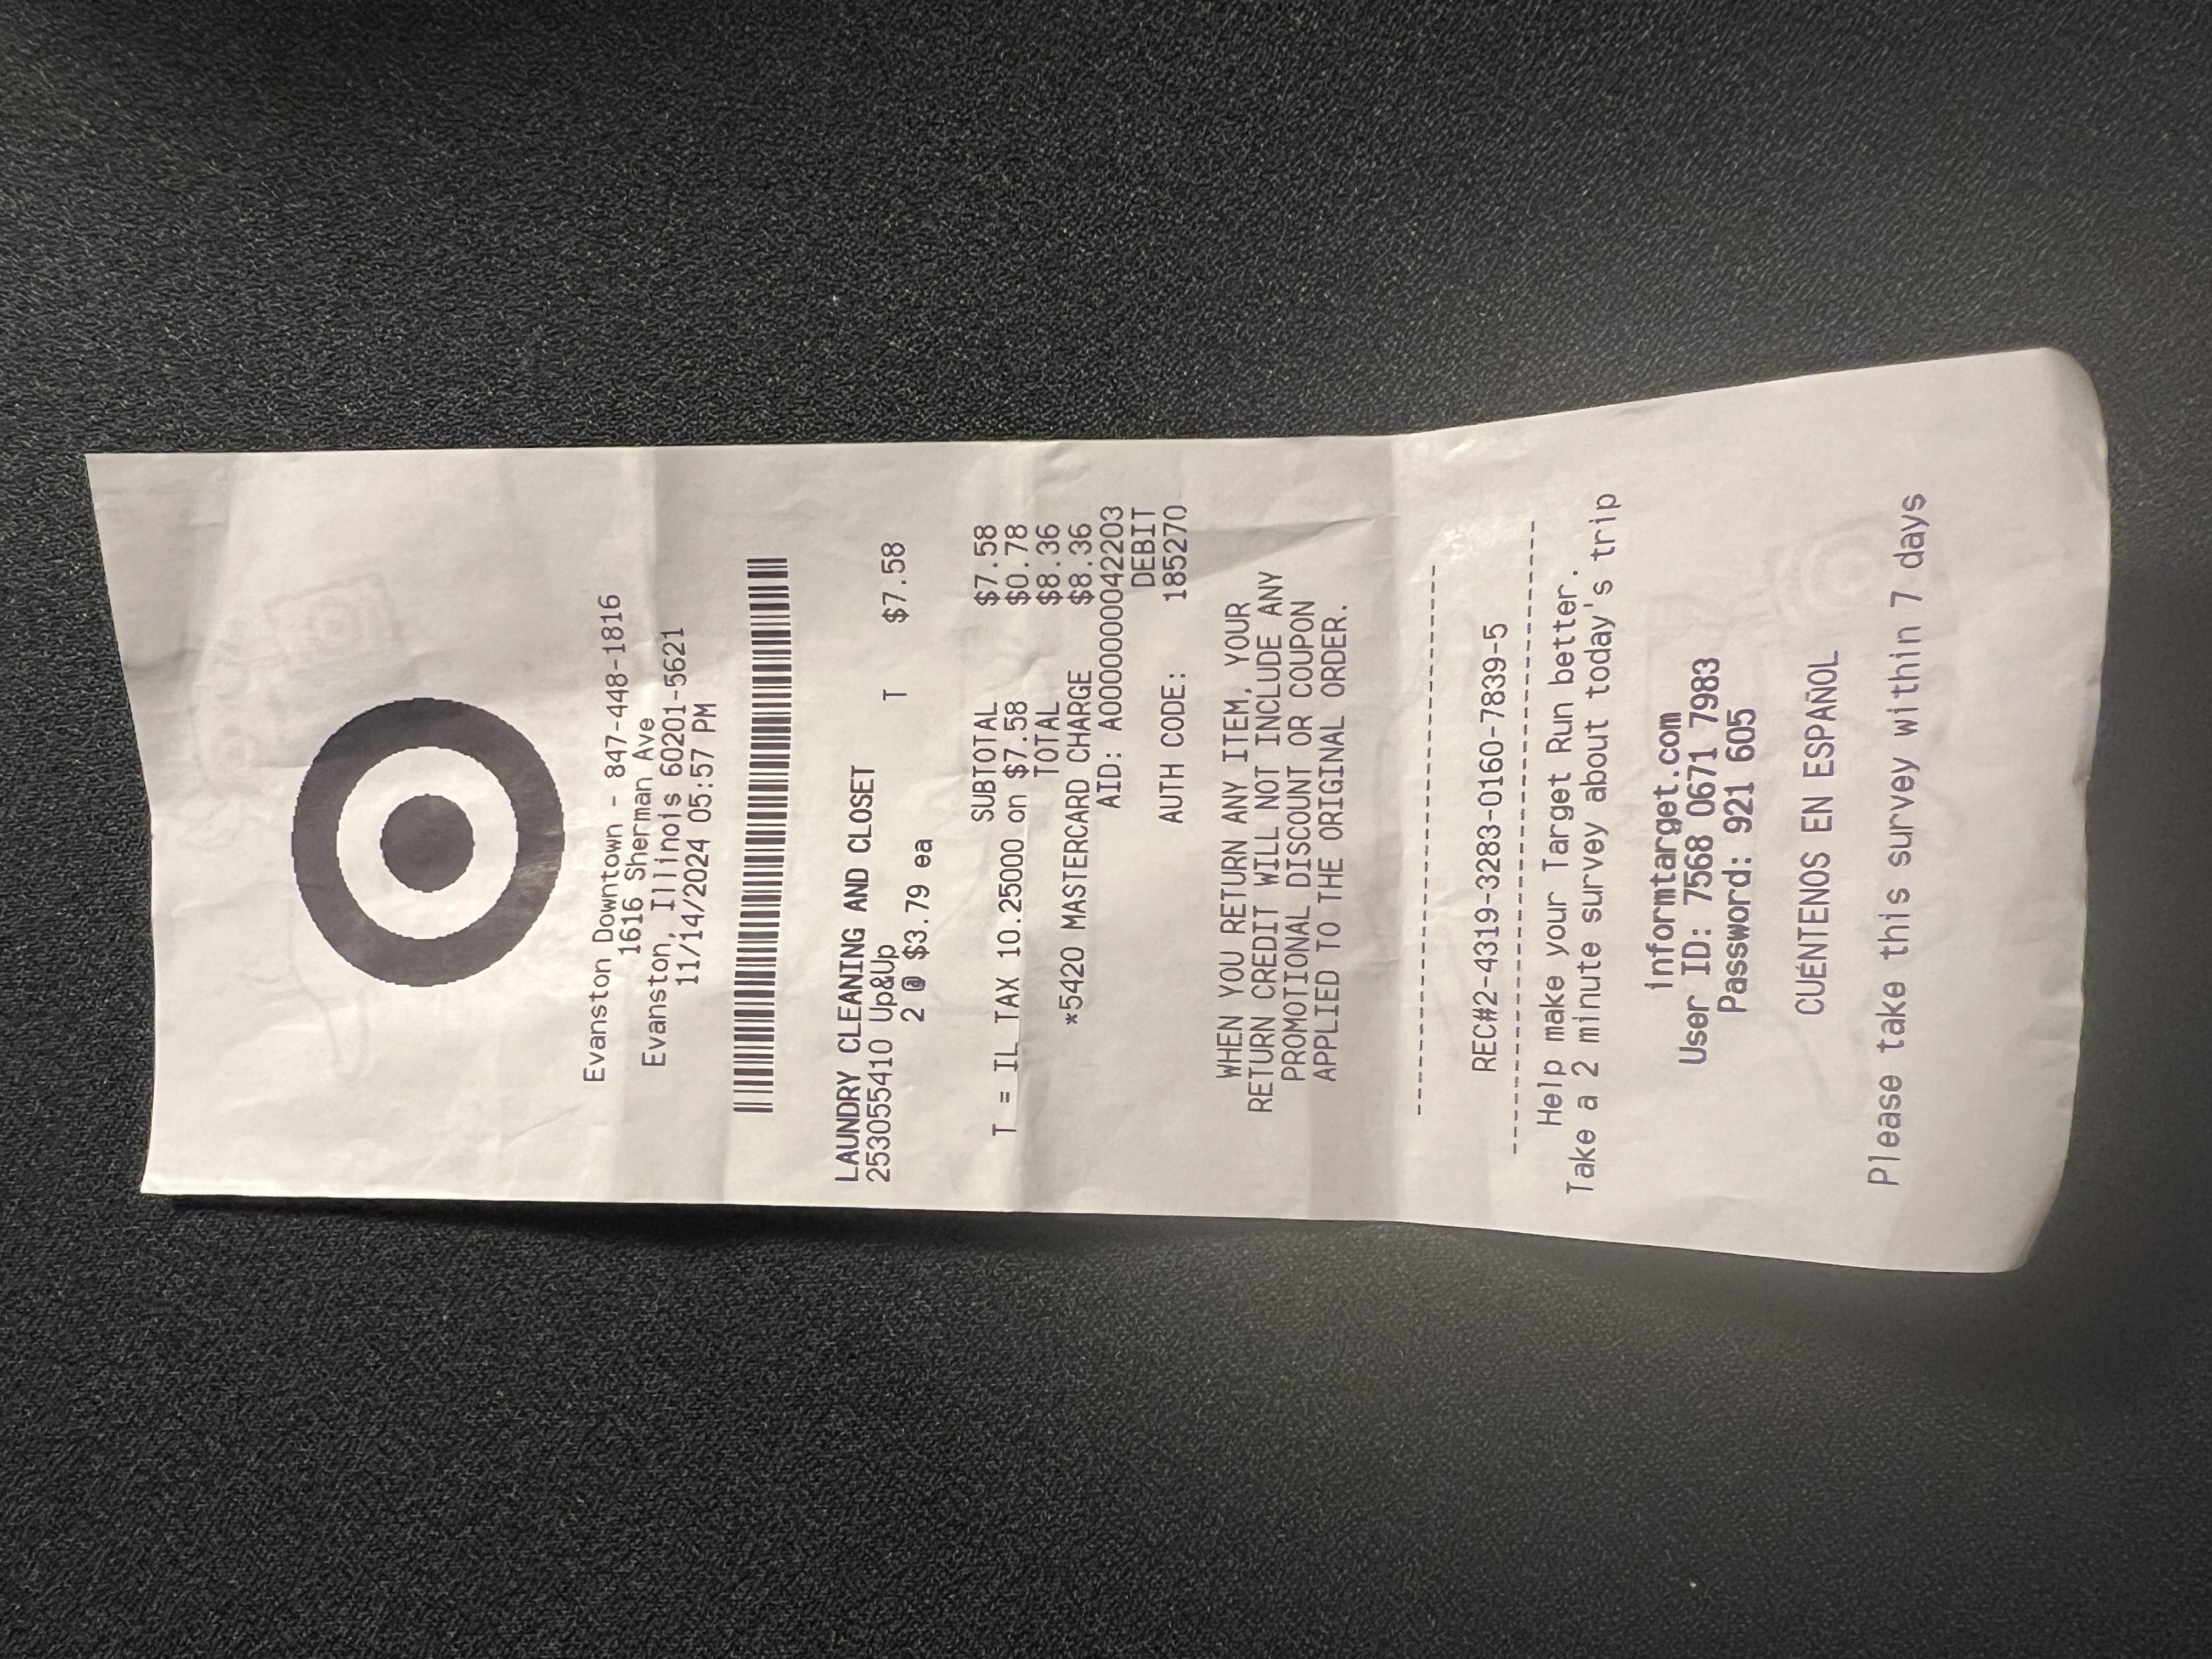 Evanston Downtown - 847-448-1816
1616 Sherman Ave
Evanston, Illinois 60201-5621
11/14/2024 05:57 PM
LAUNDRY CLEANING AND CLOSET
253055410 Up&Up T $7.58
2 @ $3.79 ea
SUBTOTAL $7.58
T = IL TAX 10.25000 on $7.58 $0.78
TOTAL $8.36
*5420 MASTERCARD CHARGE $8.36
AID: A0000000042203
DEBIT
AUTH CODE: 185270
WHEN YOU RETURN ANY ITEM, YOUR
RETURN CREDIT WILL NOT INCLUDE ANY
PROMOTIONAL DISCOUNT OR COUPON
APPLIED TO THE ORIGINAL ORDER.
REC#2-4319-3283-0160-7839-5
Help make your Target Run better.
Take a 2 minute survey about today's trip
informtarget.com
User ID: 7568 0671 7983
Password: 921 605
CUÉNTENOS EN ESPAÑOL
Please take this survey within 7 days